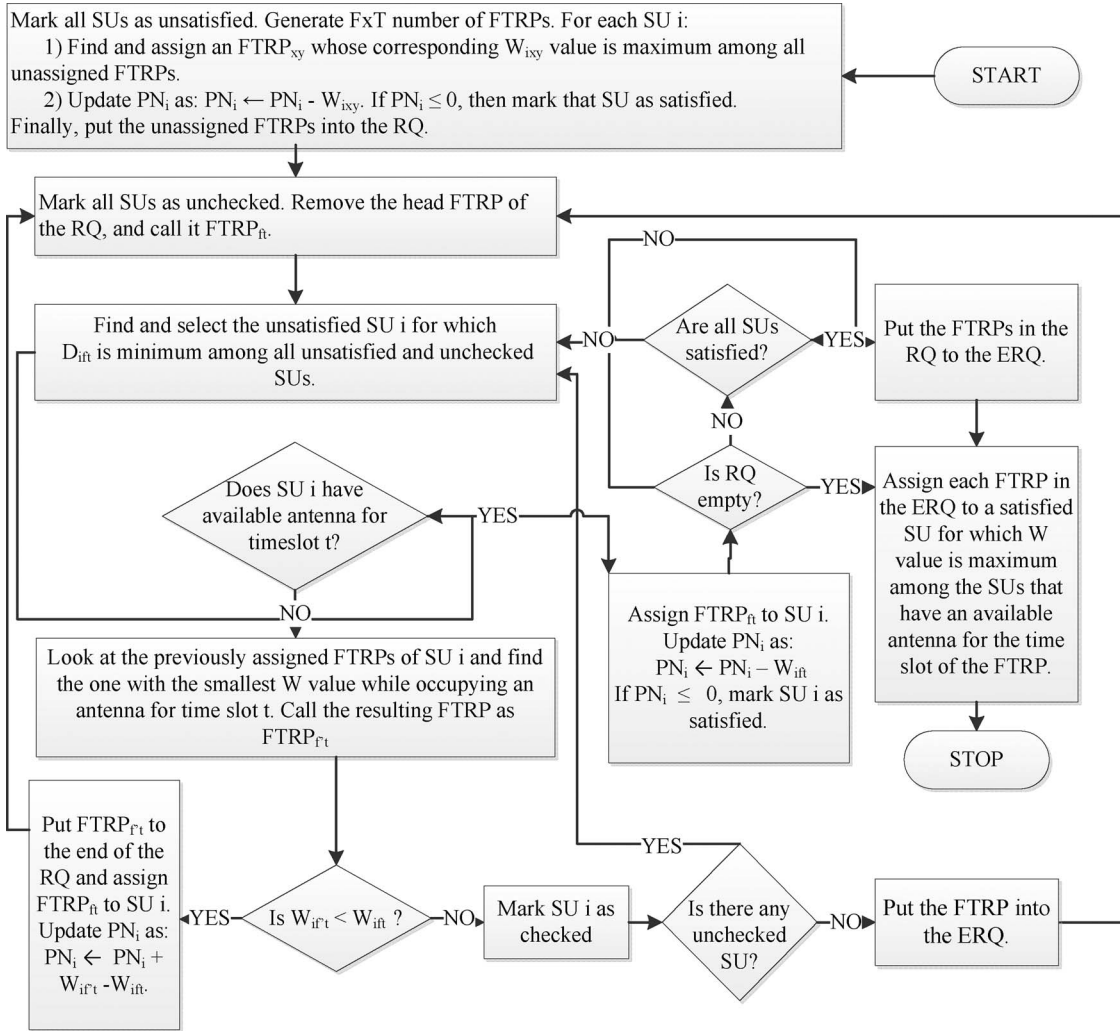 Mark all SUs as unsatisfied. Generate FxT number of FTRPs. For each SU i:
1) Find and assign an FTRPxy whose corresponding Wixy value is maximum among all
unassigned FTRPs.
2) Update PNi as: PNi ← PNi - Wixy. If PNi ≤ 0, then mark that SU as satisfied.
Finally, put the unassigned FTRPs into the RQ.
START
Mark all SUs as unchecked. Remove the head FTRP of
the RQ, and call it FTRPft.
Find and select the unsatisfied SU i for which
Dift is minimum among all unsatisfied and unchecked
SUs.
NO
NO
Are all SUs
satisfied?
YES
Put the FTRPs in the
RQ to the ERQ.
NO
Is RQ
empty?
YES
Assign each FTRP in
the ERQ to a satisfied
SU for which W
value is maximum
among the SUs that
have an available
antenna for the time
slot of the FTRP.
Does SU i have
available antenna for
timeslot t?
YES
NO
Assign FTRPft to SU i.
Update PNi as:
PNi ← PNi – Wift
If PNi ≤ 0, mark SU i as
satisfied.
STOP
Look at the previously assigned FTRPs of SU i and find
the one with the smallest W value while occupying an
antenna for time slot t. Call the resulting FTRP as
FTRPf't
Put FTRPf't to
the end of the
RQ and assign
FTRPft to SU i.
Update PNi as:
PNi ← PNi +
Wif't -Wift.
YES
Is Wif't < Wift ?
NO
Mark SU i as
checked
YES
Is there any
unchecked
SU?
NO
Put the FTRP into
the ERQ.